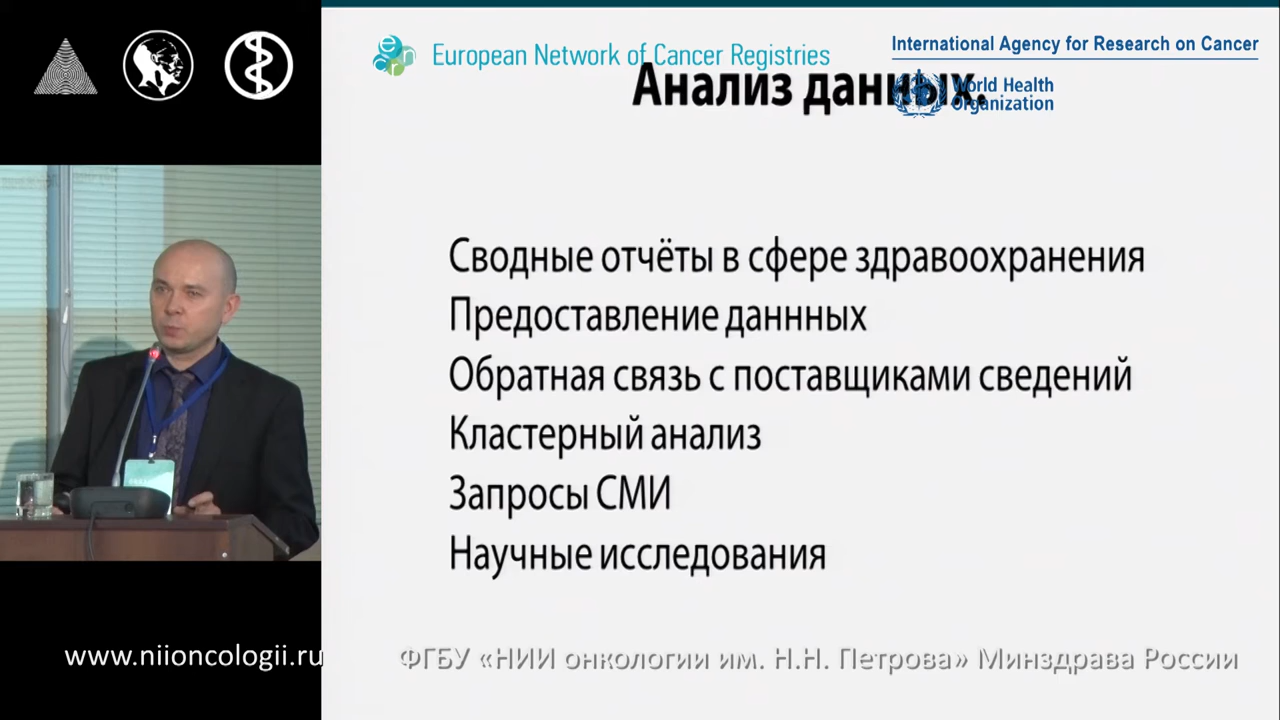 European Network of Cancer Registries
International Agency for Research on Cancer
World Health
Organization
Анализ данных.
Сводные отчёты в сфере здравоохранения
Предоставление даннных
Обратная связь с поставщиками сведений
Кластерный анализ
Запросы СМИ
Научные исследования
www.niioncologii.ru
ФГБУ «НИИ онкологии им. Н.Н. Петрова» Минздрава России